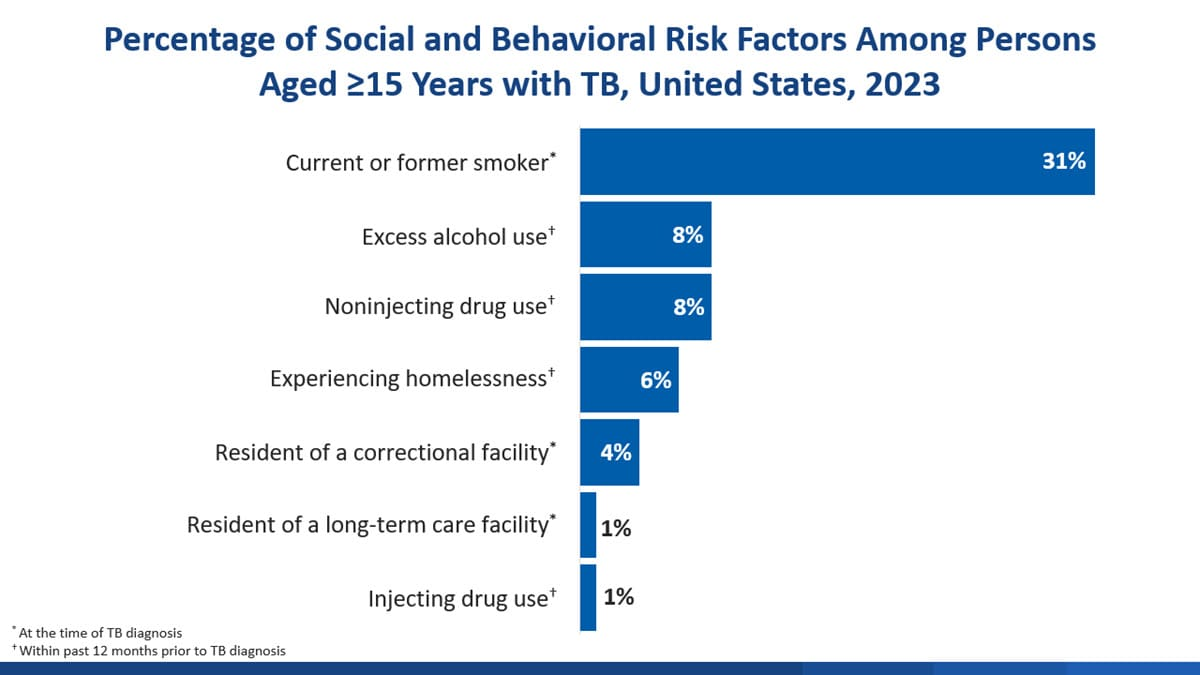 Percentage of Social and Behavioral Risk Factors Among Persons
Aged ≥15 Years with TB, United States, 2023
Current or former smoker* 31%
Excess alcohol use† 8%
Noninjecting drug use† 8%
Experiencing homelessness† 6%
Resident of a correctional facility* 4%
Resident of a long-term care facility* 1%
Injecting drug use† 1%
* At the time of TB diagnosis
† Within past 12 months prior to TB diagnosis